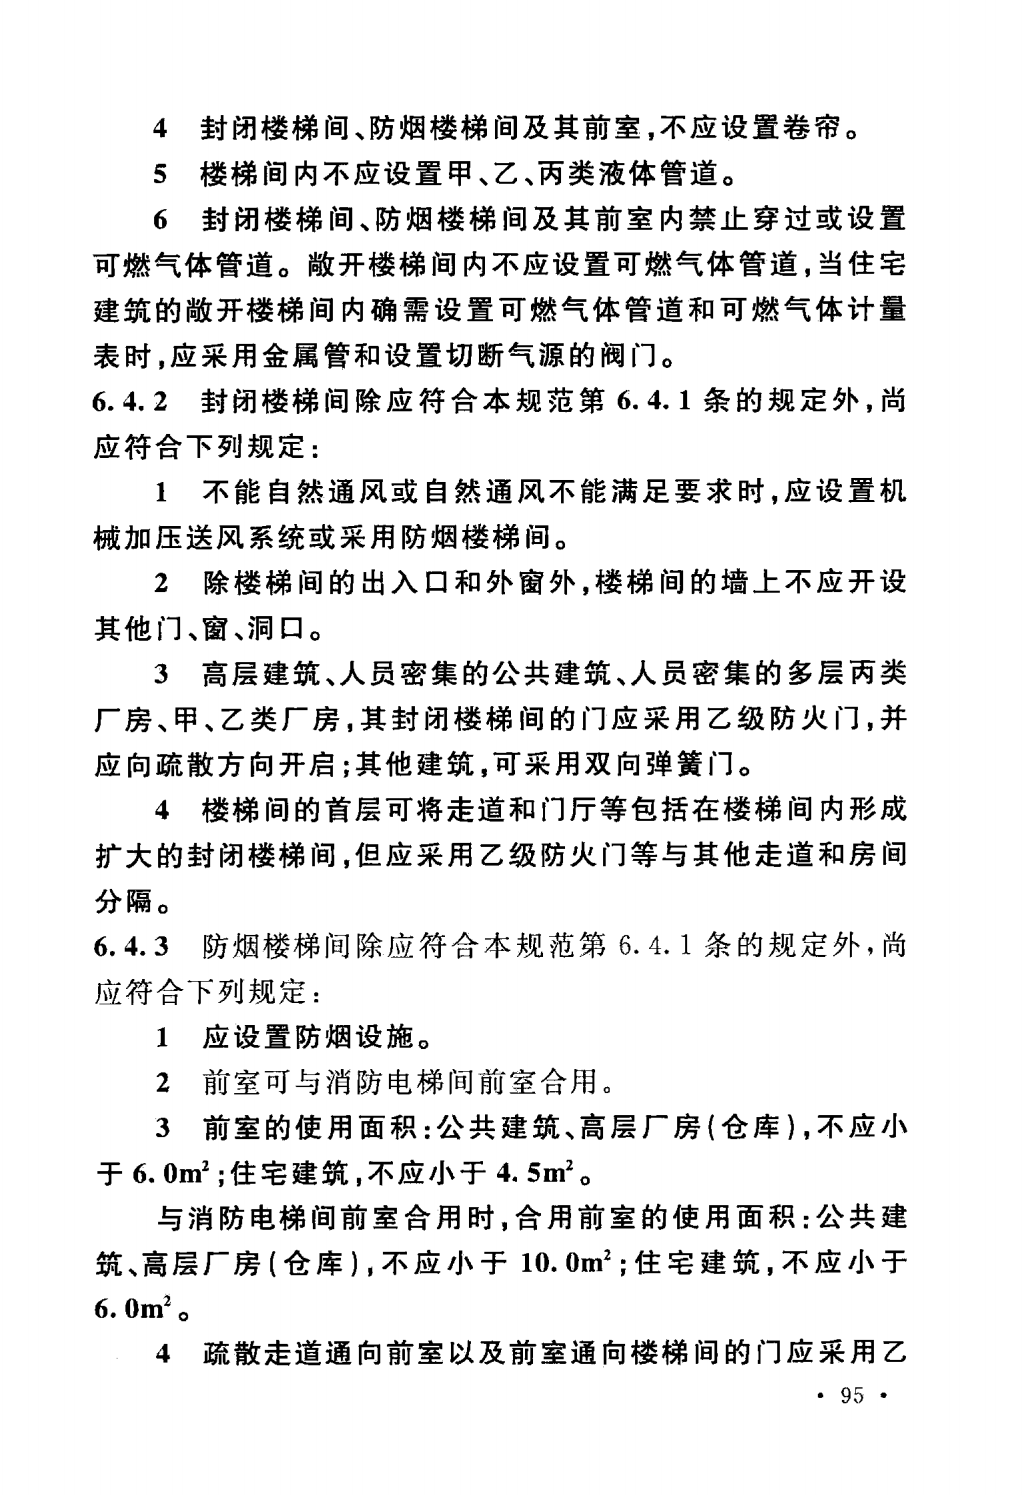 4 封闭楼梯间、防烟楼梯间及其前室,不应设置卷帘。
5 楼梯间内不应设置甲、乙、丙类液体管道。
6 封闭楼梯间、防烟楼梯间及其前室内禁止穿过或设置
可燃气体管道。敞开楼梯间内不应设置可燃气体管道,当住宅
建筑的敞开楼梯间内确需设置可燃气体管道和可燃气体计量
表时,应采用金属管和设置切断气源的阀门。
6.4.2 封闭楼梯间除应符合本规范第 6.4.1 条的规定外,尚
应符合下列规定:
1 不能自然通风或自然通风不能满足要求时,应设置机
械加压送风系统或采用防烟楼梯间。
2 除楼梯间的出入口和外窗外,楼梯间的墙上不应开设
其他门、窗、洞口。
3 高层建筑、人员密集的公共建筑、人员密集的多层丙类
厂房、甲、乙类厂房,其封闭楼梯间的门应采用乙级防火门,并
应向疏散方向开启;其他建筑,可采用双向弹簧门。
4 楼梯间的首层可将走道和门厅等包括在楼梯间内形成
扩大的封闭楼梯间,但应采用乙级防火门等与其他走道和房间
分隔。
6.4.3 防烟楼梯间除应符合本规范第 6.4.1 条的规定外,尚
应符合下列规定:
1 应设置防烟设施。
2 前室可与消防电梯间前室合用。
3 前室的使用面积:公共建筑、高层厂房(仓库),不应小
于 6.0m²;住宅建筑,不应小于 4.5m²。
与消防电梯间前室合用时,合用前室的使用面积:公共建
筑、高层厂房(仓库),不应小于 10.0m²;住宅建筑,不应小于
6.0m²。
4 疏散走道通向前室以及前室通向楼梯间的门应采用乙
· 95 ·